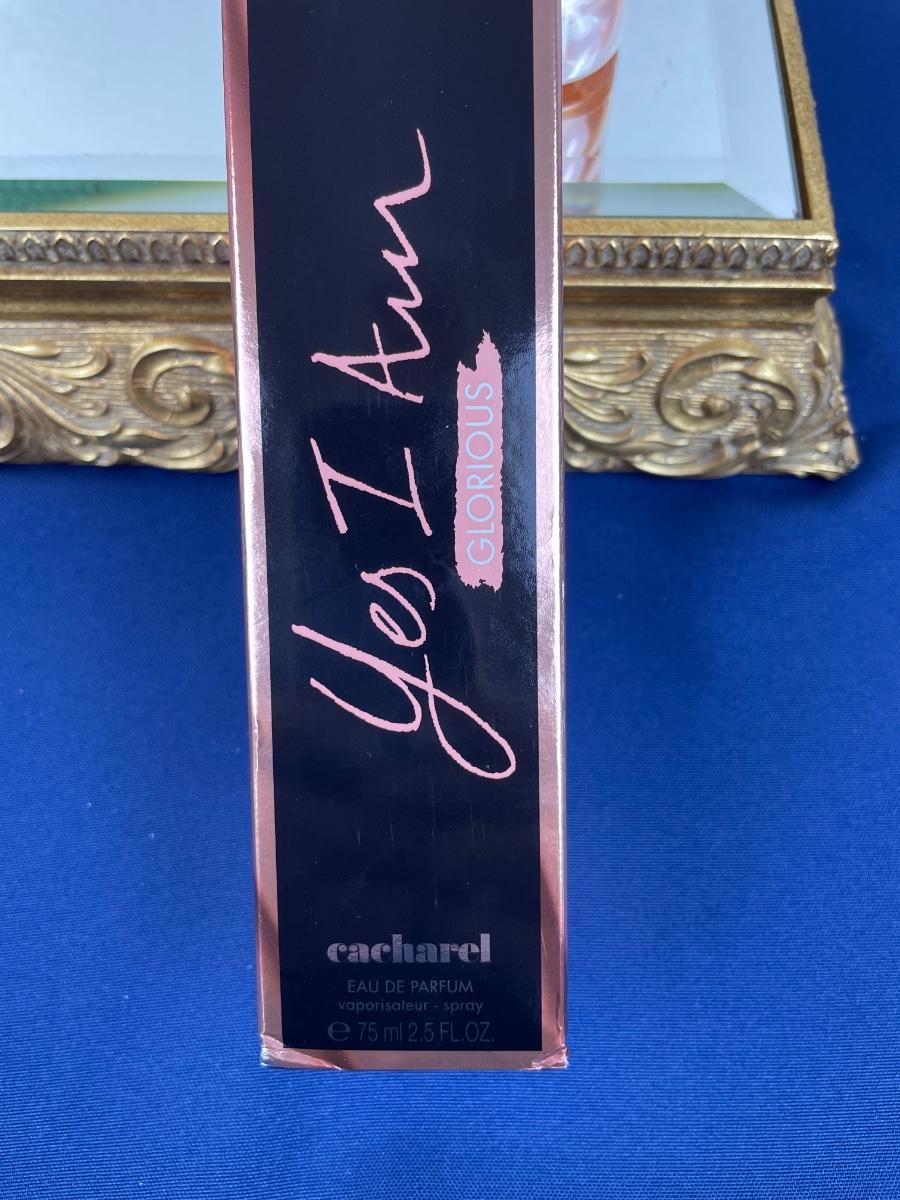 Yes I Am
GLORIOUS
cacharel
EAU DE PARFUM
vaporisateur - spray
℮ 75 ml 2.5 FL.OZ.